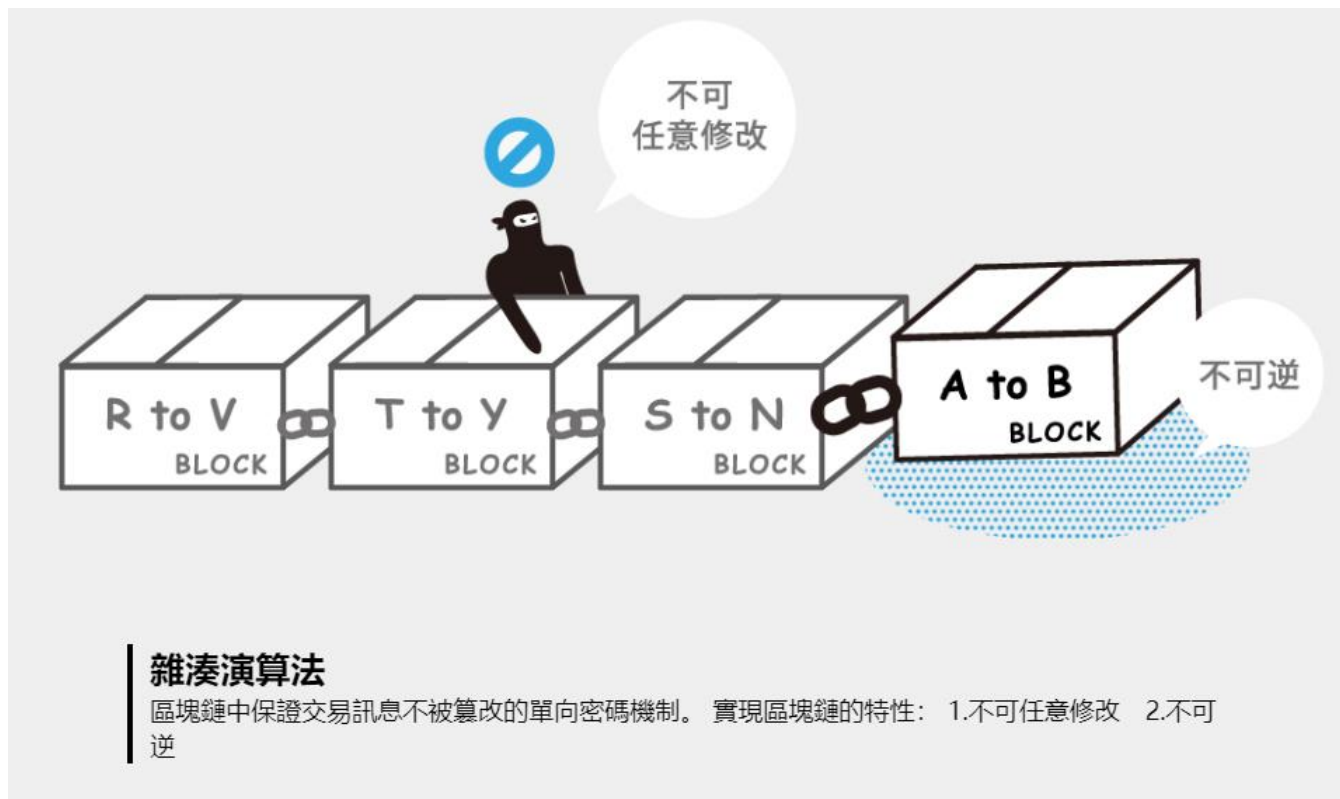 不可
任意修改
不可逆
R to V
BLOCK
T to Y
BLOCK
S to N
BLOCK
A to B
BLOCK
雜湊演算法
區塊鏈中保證交易訊息不被篡改的單向密碼機制。 實現區塊鏈的特性： 1.不可任意修改　2.不可
逆